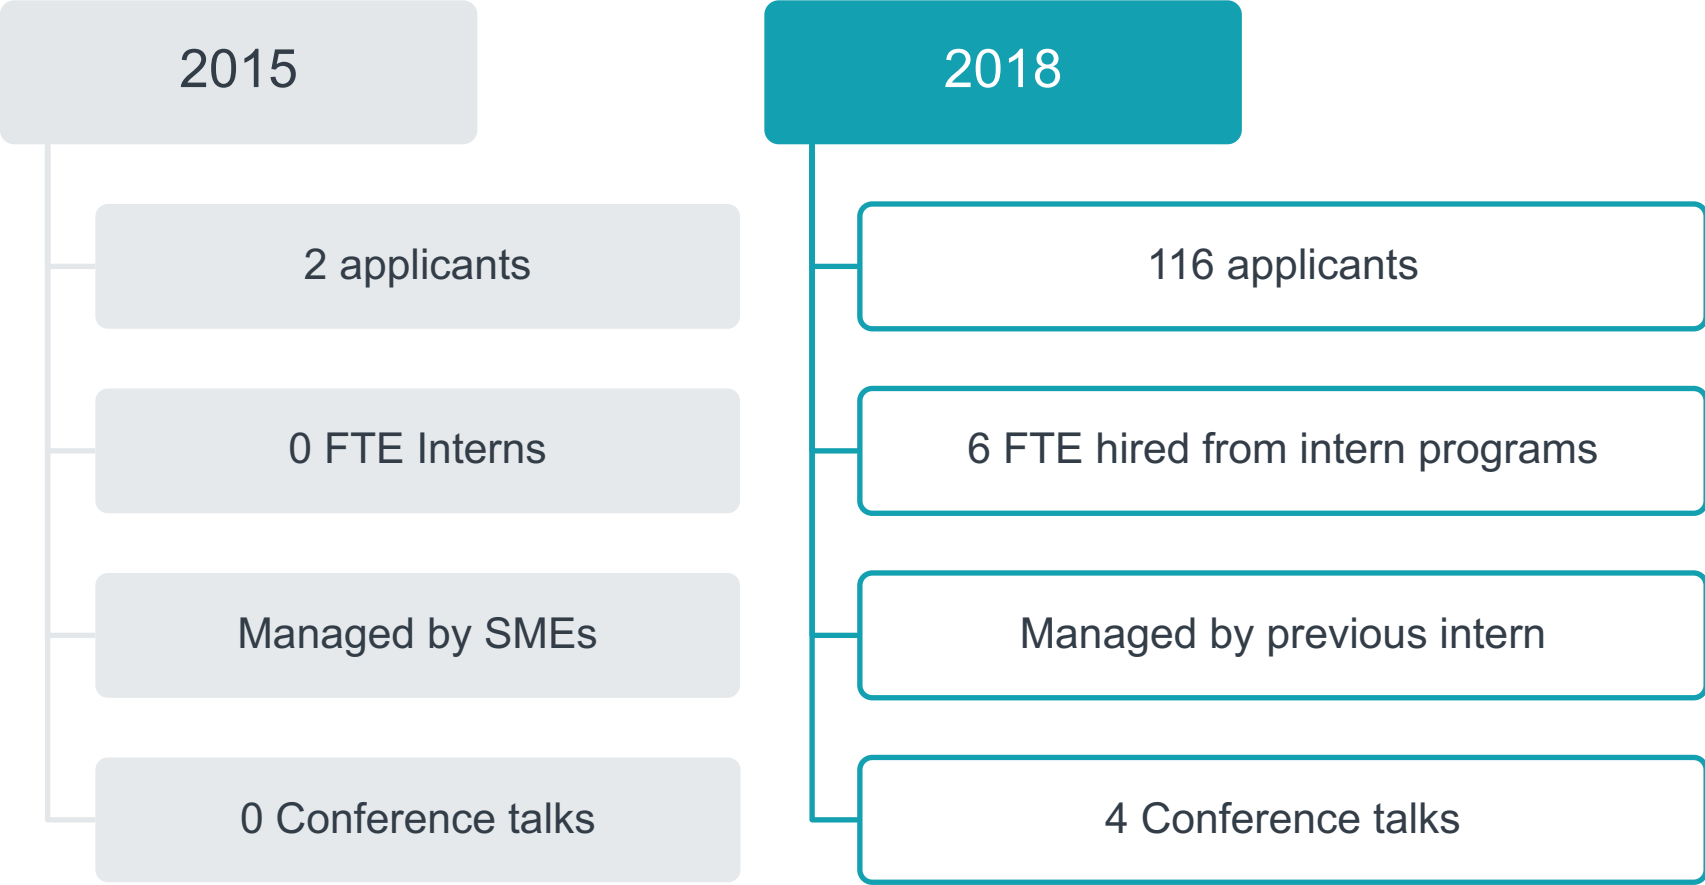 2015
2 applicants
0 FTE Interns
Managed by SMEs
0 Conference talks
2018
116 applicants
6 FTE hired from intern programs
Managed by previous intern
4 Conference talks